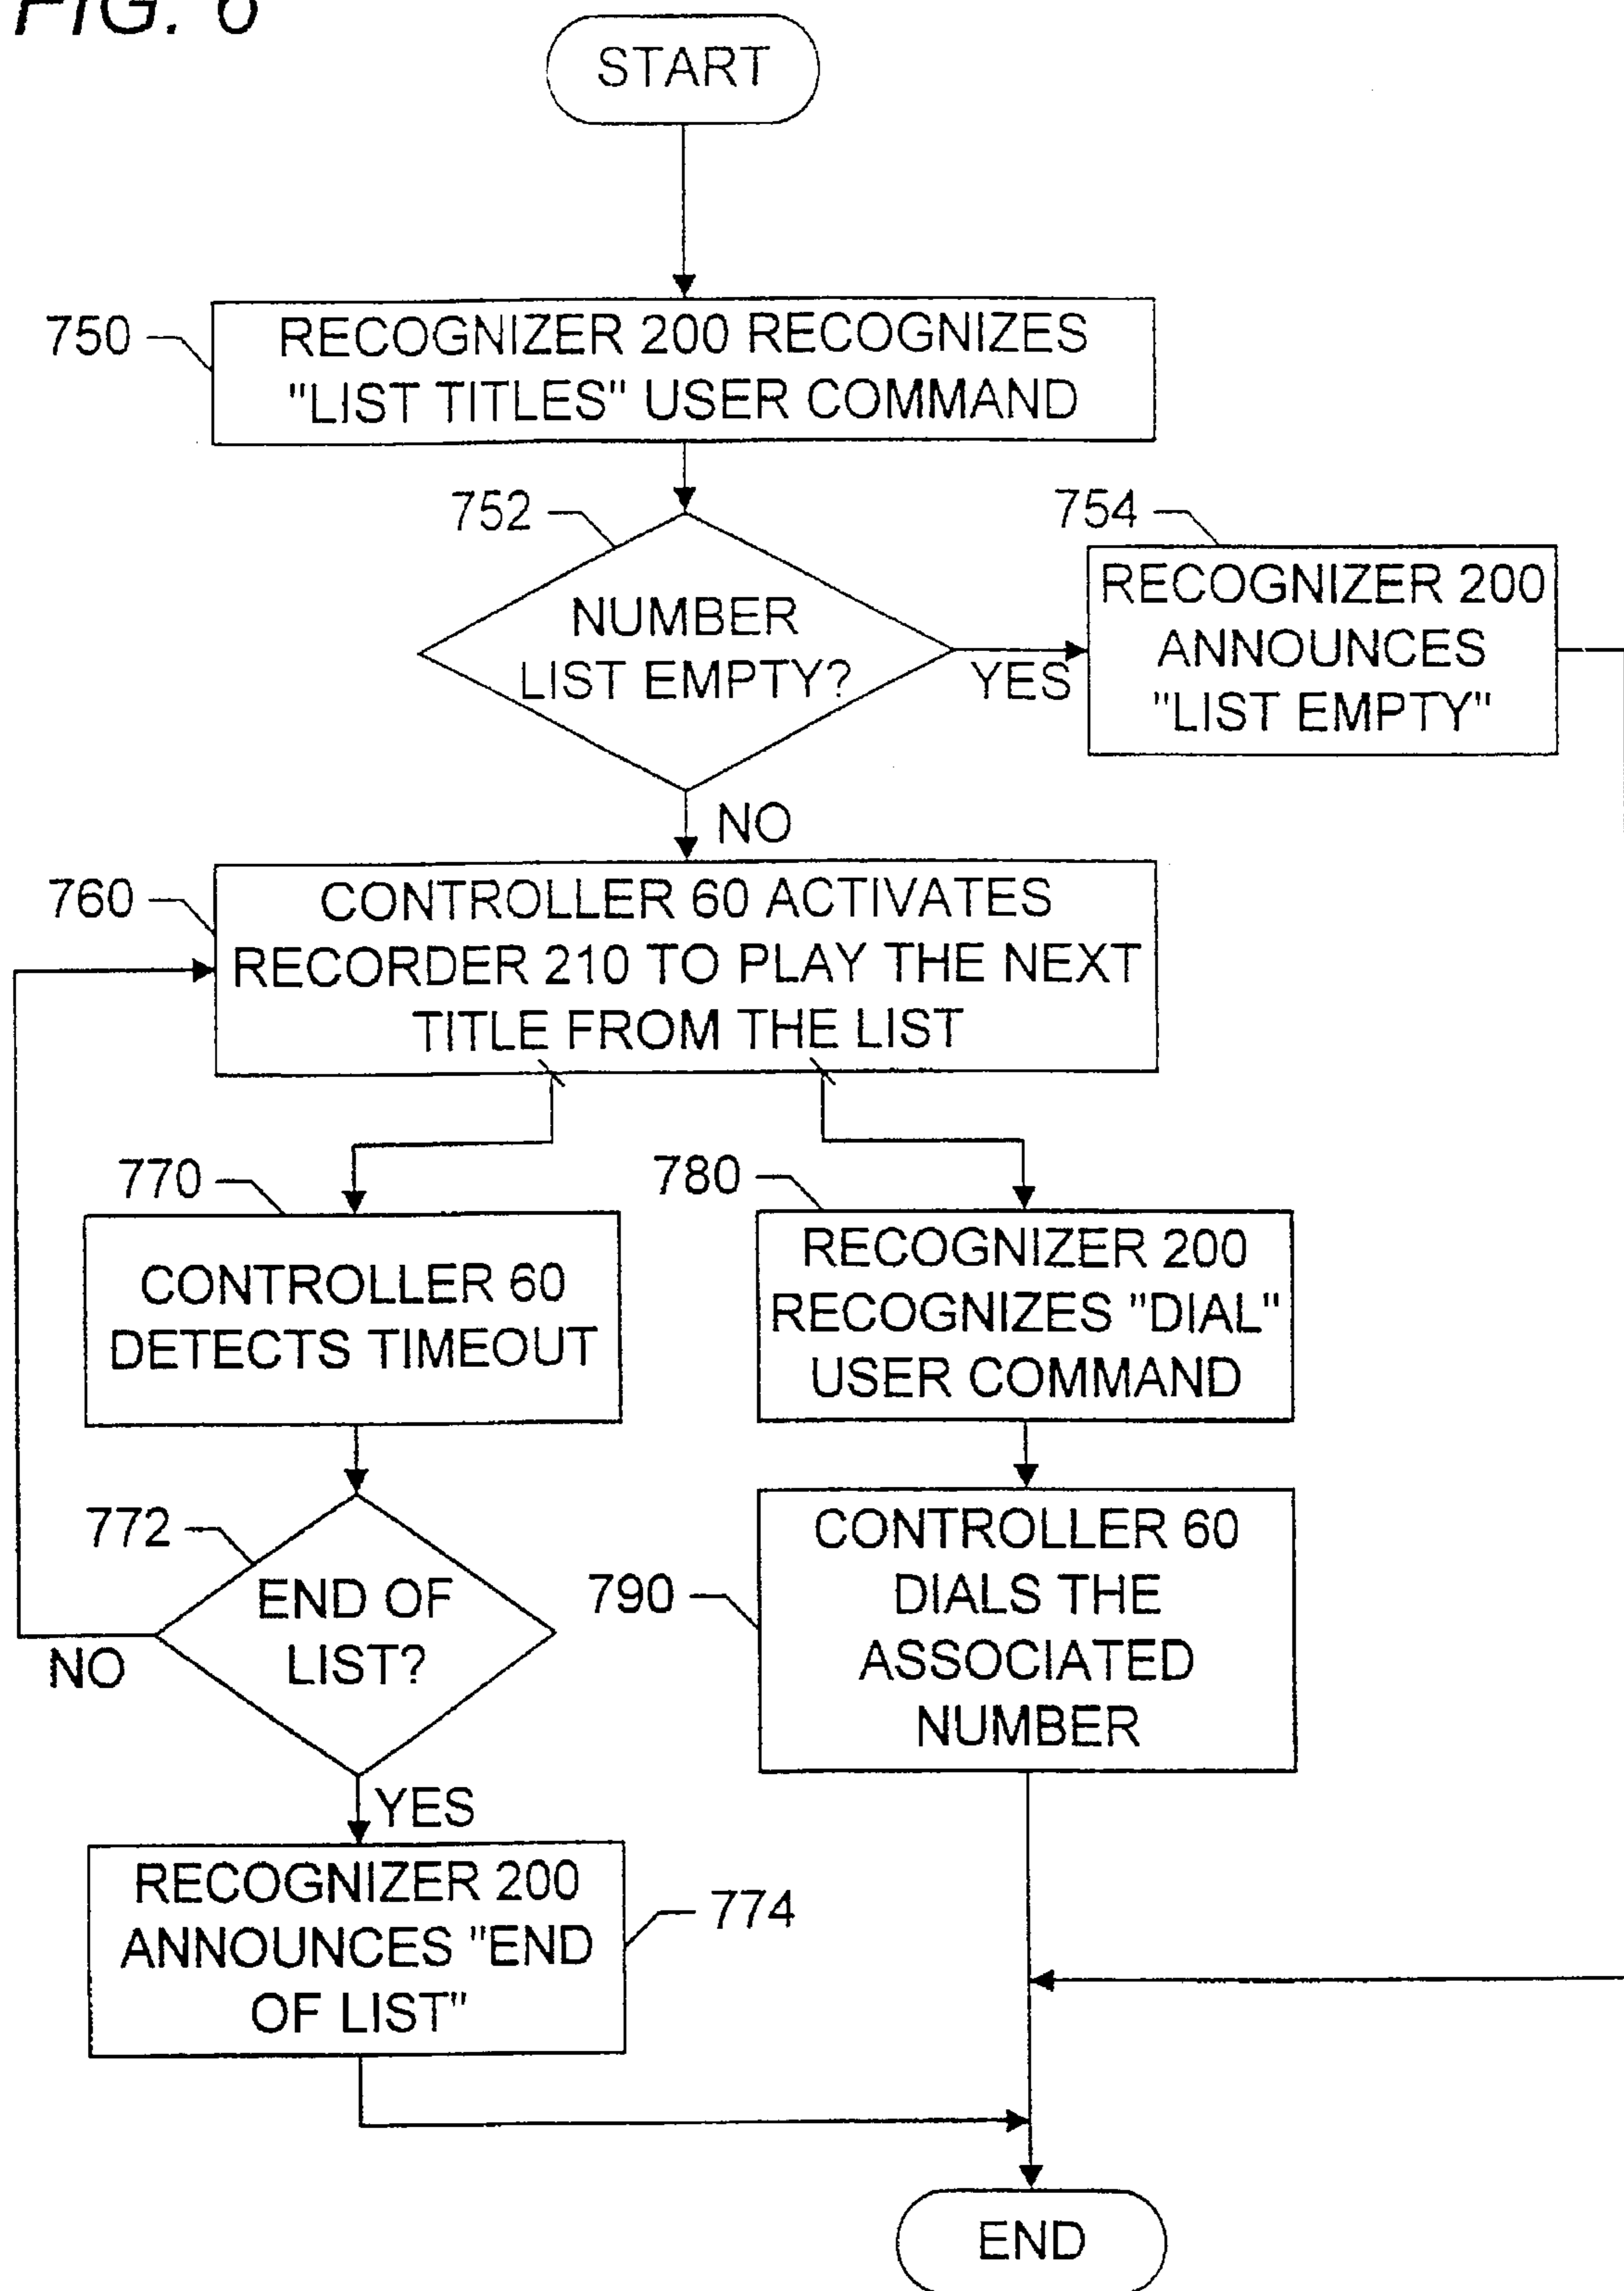 FIG. 6
START
750
RECOGNIZER 200 RECOGNIZES
"LIST TITLES" USER COMMAND
752
NUMBER
LIST EMPTY?
YES
754
RECOGNIZER 200
ANNOUNCES
"LIST EMPTY"
NO
760
CONTROLLER 60 ACTIVATES
RECORDER 210 TO PLAY THE NEXT
TITLE FROM THE LIST
770
CONTROLLER 60
DETECTS TIMEOUT
780
RECOGNIZER 200
RECOGNIZES "DIAL"
USER COMMAND
772
END OF
LIST?
NO
YES
790
CONTROLLER 60
DIALS THE
ASSOCIATED
NUMBER
RECOGNIZER 200
ANNOUNCES "END
OF LIST"
774
END